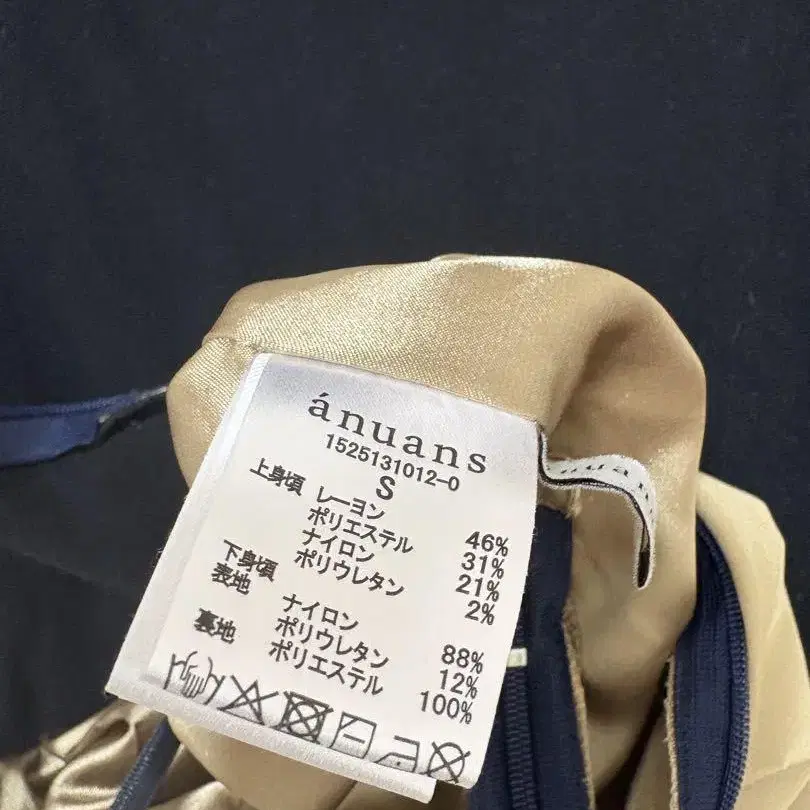 ánuans
1525131012-0
S
上身頃 レーヨン 46%
ポリエステル 31%
ナイロン 21%
ポリウレタン 2%
下身頃
表地 ナイロン 88%
ポリウレタン 12%
裏地 ポリエステル 100%